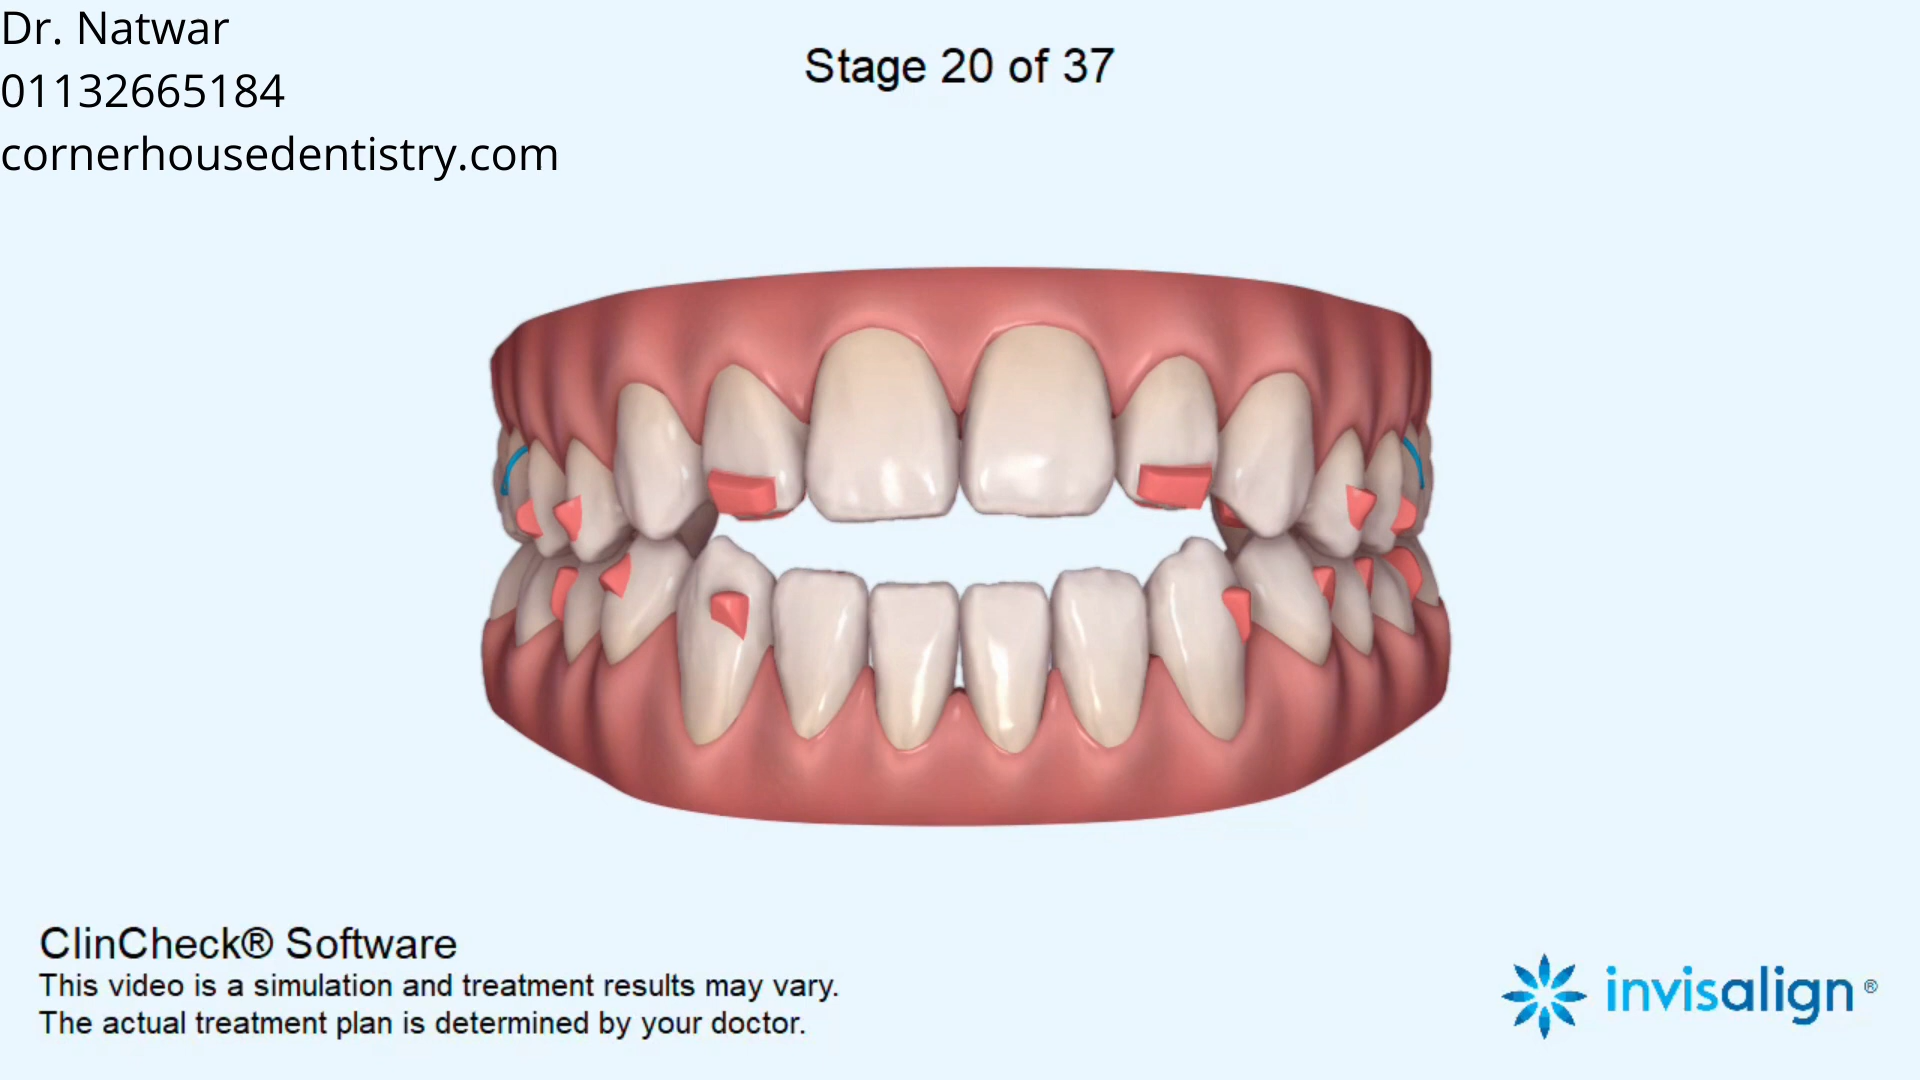 Dr. Natwar
01132665184
cornerhousedentistry.com
Stage 20 of 37
ClinCheck® Software
This video is a simulation and treatment results may vary.
The actual treatment plan is determined by your doctor.
invisalign®